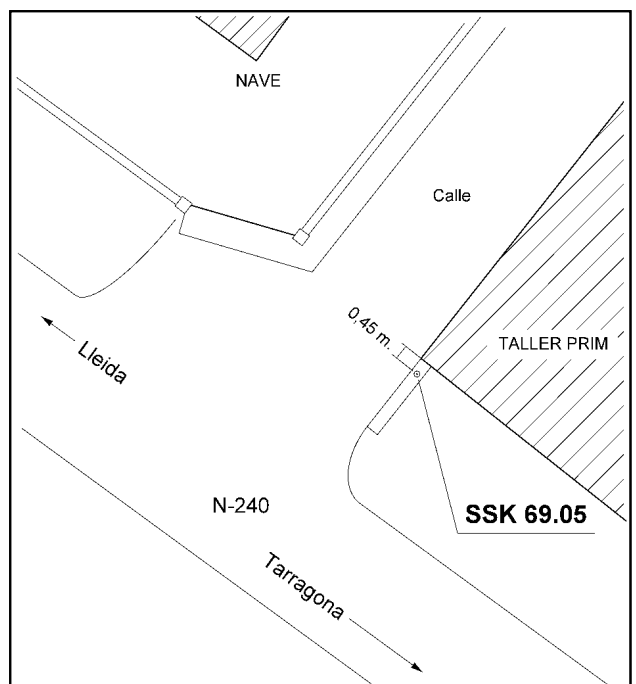 NAVE
Calle
0,45 m.
TALLER PRIM
Lleida
N-240
SSK 69.05
Tarragona